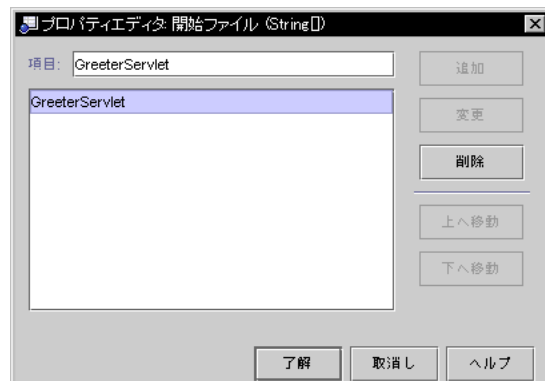 プロパティエディタ: 開始ファイル (String[])
項目: GreeterServlet
追加
GreeterServlet
変更
削除
上へ移動
下へ移動
了解 取消し ヘルプ